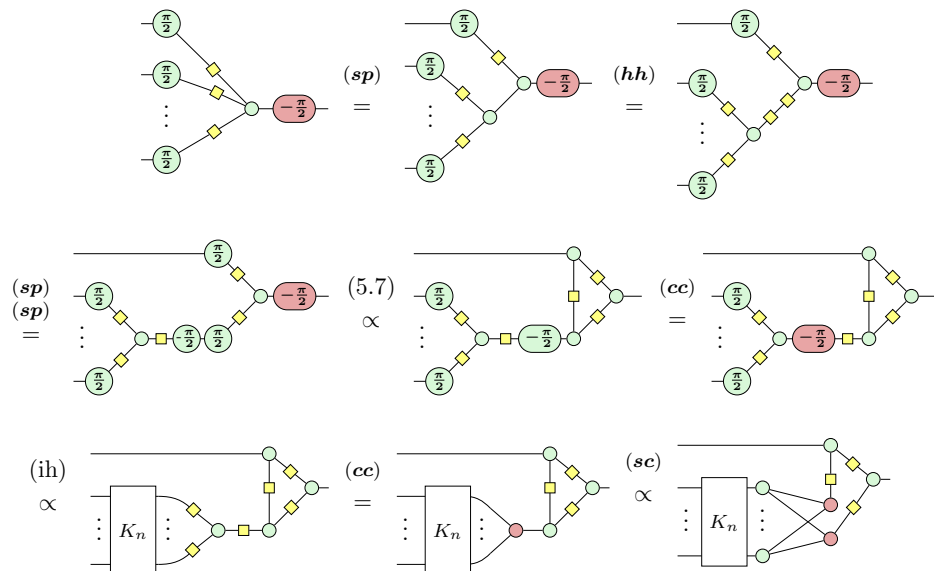 π/2 π/2 π/2
π/2 (sp) π/2 (hh) π/2
⋮ −π/2 = ⋮ −π/2 = ⋮ −π/2
π/2 π/2 π/2
π/2
(sp) π/2 −π/2 (5.7) π/2 (cc) π/2
(sp)
= ⋮ -π/2 π/2 ∝ ⋮ −π/2 = ⋮ −π/2
π/2 π/2 π/2
(ih) (cc) (sc)
∝ = ∝
⋮ K_n ⋮ ⋮ K_n ⋮ ⋮ K_n ⋮